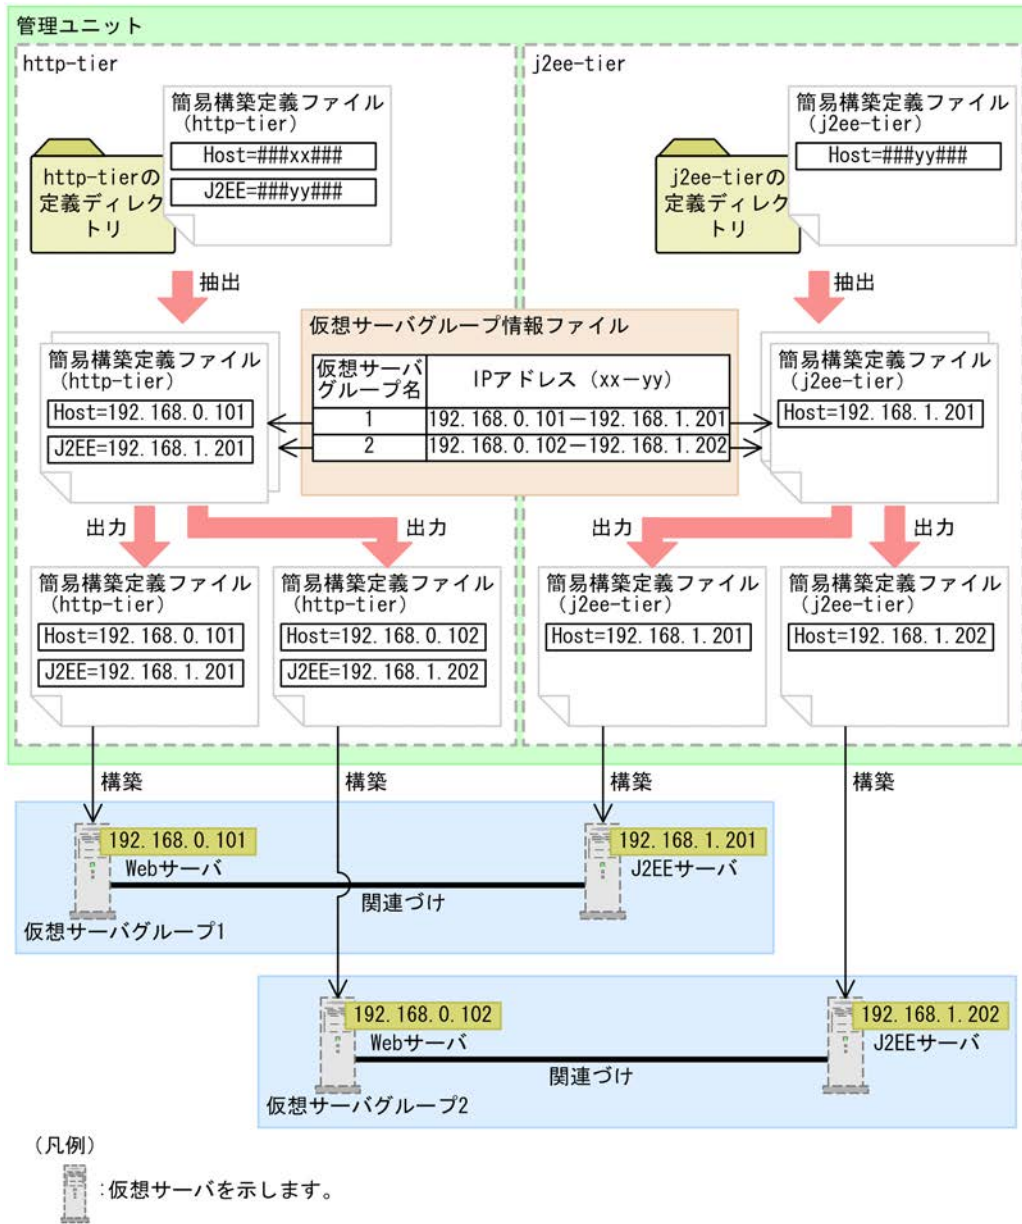 管理ユニット
http-tier
簡易構築定義ファイル
(http-tier)
Host=###xx###
J2EE=###yy###
http-tierの
定義ディレク
トリ
抽出
j2ee-tier
簡易構築定義ファイル
(j2ee-tier)
Host=###yy###
j2ee-tierの
定義ディレク
トリ
抽出
仮想サーバグループ情報ファイル
仮想サーバ
グループ名
IPアドレス（xx－yy）
1 192.168.0.101－192.168.1.201
2 192.168.0.102－192.168.1.202
簡易構築定義ファイル
(http-tier)
Host=192.168.0.101
J2EE=192.168.1.201
簡易構築定義ファイル
(j2ee-tier)
Host=192.168.1.201
出力
出力
出力
出力
簡易構築定義ファイル
(http-tier)
Host=192.168.0.101
J2EE=192.168.1.201
簡易構築定義ファイル
(http-tier)
Host=192.168.0.102
J2EE=192.168.1.202
簡易構築定義ファイル
(j2ee-tier)
Host=192.168.1.201
簡易構築定義ファイル
(j2ee-tier)
Host=192.168.1.202
構築
構築
構築
構築
192.168.0.101
Webサーバ
192.168.1.201
J2EEサーバ
関連づけ
仮想サーバグループ1
192.168.0.102
Webサーバ
192.168.1.202
J2EEサーバ
関連づけ
仮想サーバグループ2
（凡例）
：仮想サーバを示します。